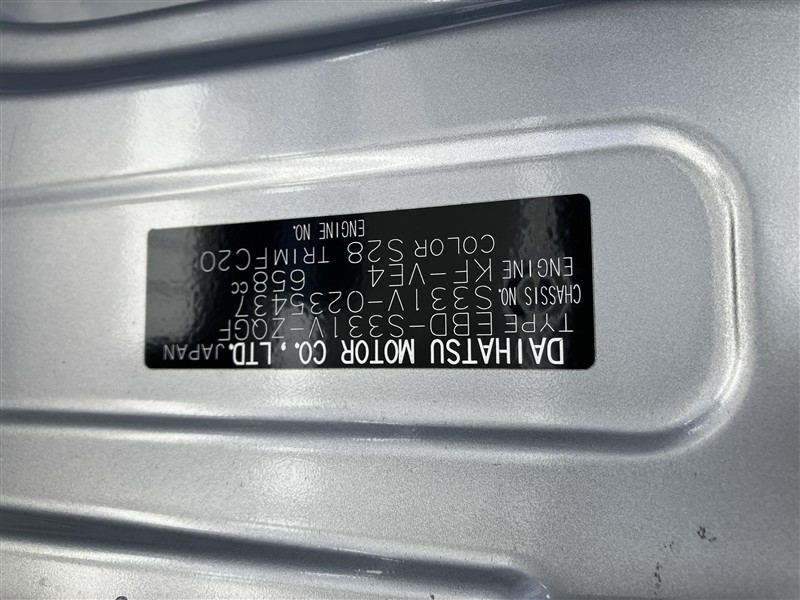 DAIHATSU MOTOR CO., LTD. JAPAN
TYPE EBD-S331V-ZQGF
CHASSIS NO. S331V-0235437
ENGINE KF-VE4 658cc
COLOR S28 TRIM FC20
ENGINE NO.